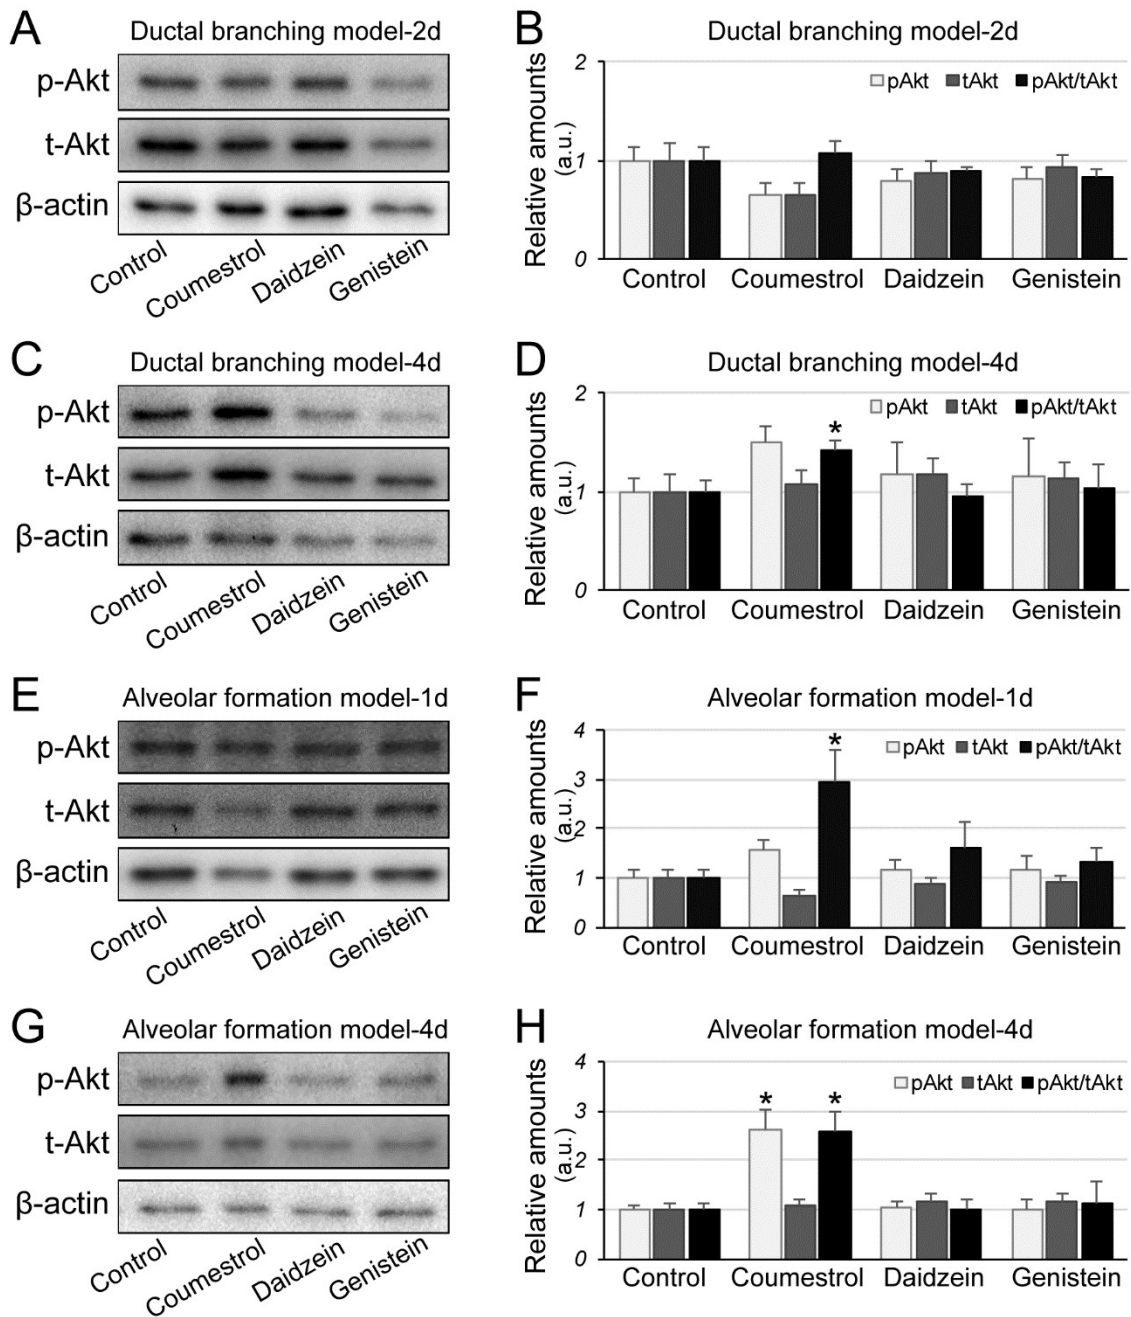 A
Ductal branching model-2d
p-Akt
t-Akt
β-actin
Control
Coumestrol
Daidzein
Genistein
B
Ductal branching model-2d
Relative amounts
(a.u.)
2
1
0
pAkt tAkt pAkt/tAkt
Control Coumestrol Daidzein Genistein
C
Ductal branching model-4d
p-Akt
t-Akt
β-actin
Control
Coumestrol
Daidzein
Genistein
D
Ductal branching model-4d
Relative amounts
(a.u.)
2
1
0
pAkt tAkt pAkt/tAkt
*
Control Coumestrol Daidzein Genistein
E
Alveolar formation model-1d
p-Akt
t-Akt
β-actin
Control
Coumestrol
Daidzein
Genistein
F
Alveolar formation model-1d
Relative amounts
(a.u.)
4
3
2
1
0
pAkt tAkt pAkt/tAkt
*
Control Coumestrol Daidzein Genistein
G
Alveolar formation model-4d
p-Akt
t-Akt
β-actin
Control
Coumestrol
Daidzein
Genistein
H
Alveolar formation model-4d
Relative amounts
(a.u.)
4
3
2
1
0
pAkt tAkt pAkt/tAkt
* *
Control Coumestrol Daidzein Genistein